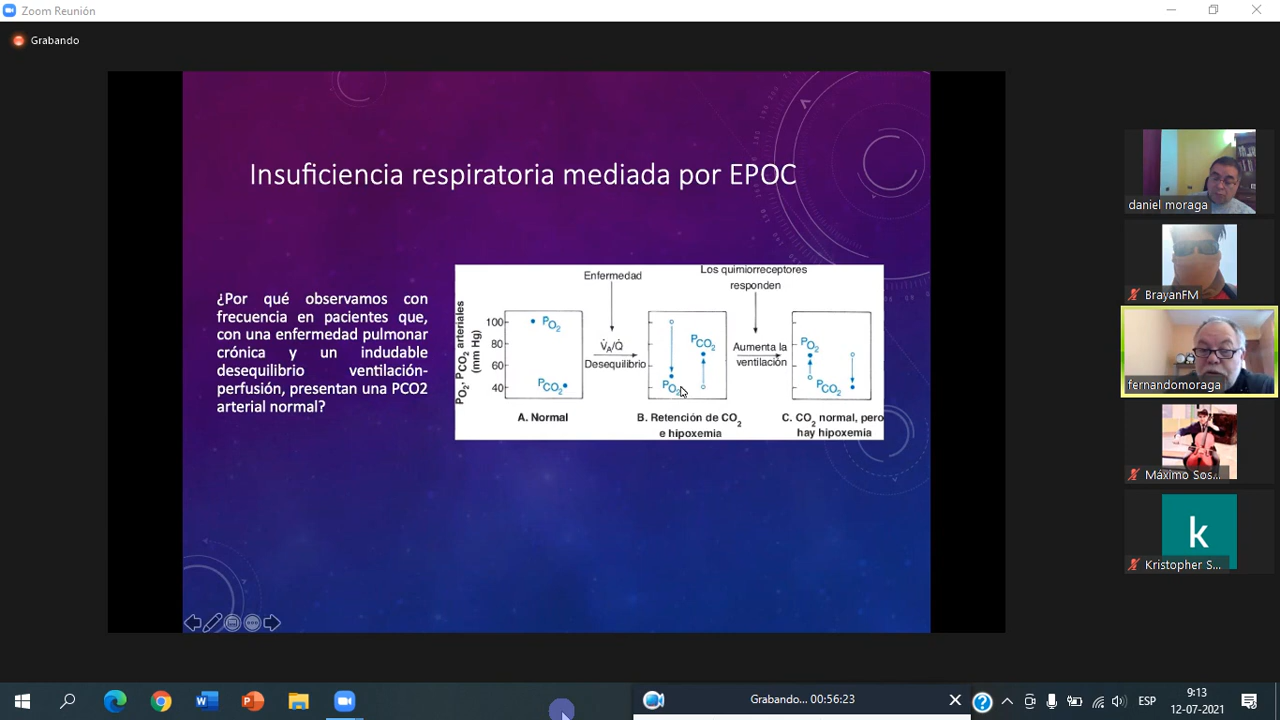 Zoom Reunión
Grabando
Insuficiencia respiratoria mediada por EPOC
¿Por qué observamos con
frecuencia en pacientes que,
con una enfermedad pulmonar
crónica y un indudable
desequilibrio ventilación-
perfusión, presentan una PCO2
arterial normal?
Enfermedad
Los quimiorreceptores
responden
PO2, PCO2 arteriales
(mm Hg)
100
80
60
40
PO2
PCO2
V̇A/Q̇
Desequilibrio
PCO2
PO2
Aumenta la
ventilación
PO2
PCO2
A. Normal
B. Retención de CO2
e hipoxemia
C. CO2 normal, pero
hay hipoxemia
daniel moraga
BrayanFM
fernandomoraga
Máximo Sos...
k
Kristopher S...
Grabando... 00:56:23
ESP
9:13
12-07-2021